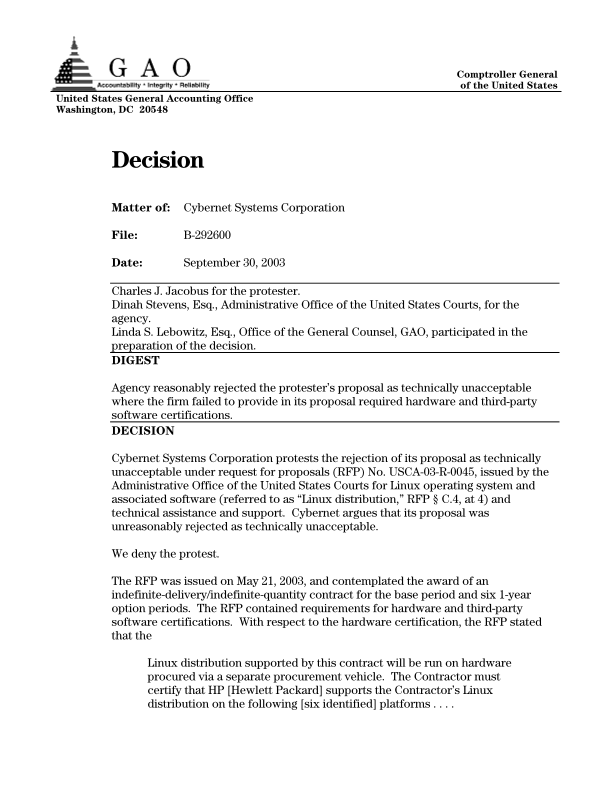 G A O
Accountability * Integrity * Reliability
Comptroller General
of the United States
United States General Accounting Office
Washington, DC 20548
Decision
Matter of: Cybernet Systems Corporation
File: B-292600
Date: September 30, 2003
Charles J. Jacobus for the protester.
Dinah Stevens, Esq., Administrative Office of the United States Courts, for the
agency.
Linda S. Lebowitz, Esq., Office of the General Counsel, GAO, participated in the
preparation of the decision.
DIGEST
Agency reasonably rejected the protester's proposal as technically unacceptable
where the firm failed to provide in its proposal required hardware and third-party
software certifications.
DECISION
Cybernet Systems Corporation protests the rejection of its proposal as technically
unacceptable under request for proposals (RFP) No. USCA-03-R-0045, issued by the
Administrative Office of the United States Courts for Linux operating system and
associated software (referred to as “Linux distribution,” RFP § C.4, at 4) and
technical assistance and support. Cybernet argues that its proposal was
unreasonably rejected as technically unacceptable.
We deny the protest.
The RFP was issued on May 21, 2003, and contemplated the award of an
indefinite-delivery/indefinite-quantity contract for the base period and six 1-year
option periods. The RFP contained requirements for hardware and third-party
software certifications. With respect to the hardware certification, the RFP stated
that the
Linux distribution supported by this contract will be run on hardware
procured via a separate procurement vehicle. The Contractor must
certify that HP [Hewlett Packard] supports the Contractor's Linux
distribution on the following [six identified] platforms . . . .